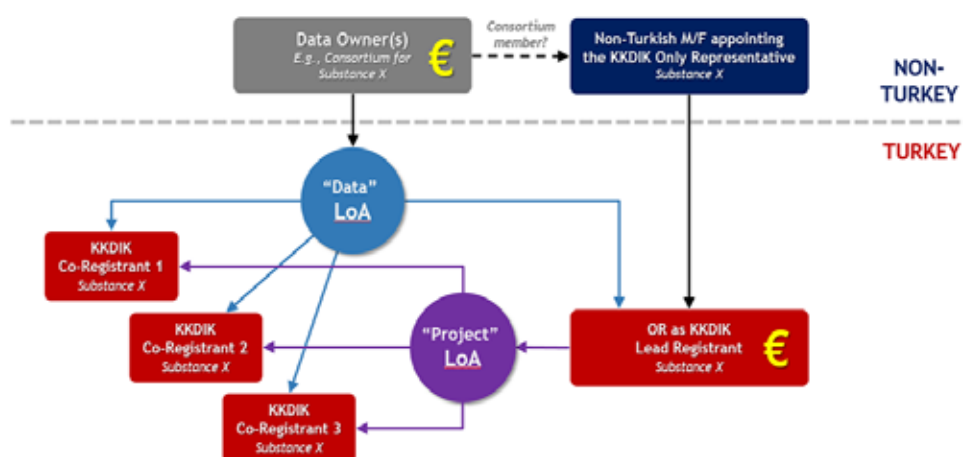 Data Owner(s)
E.g., Consortium for
Substance X
€
Consortium
member?
Non-Turkish M/F appointing
the KKDIK Only Representative
Substance X
NON-
TURKEY
TURKEY
"Data"
LoA
KKDIK
Co-Registrant 1
Substance X
KKDIK
Co-Registrant 2
Substance X
"Project"
LoA
OR as KKDIK
Lead Registrant
Substance X
€
KKDIK
Co-Registrant 3
Substance X